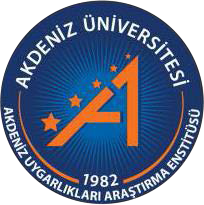 AKDENİZ ÜNİVERSİTESİ
1982
AKDENİZ UYGARLIKLARI ARAŞTIRMA ENSTİTÜSÜ